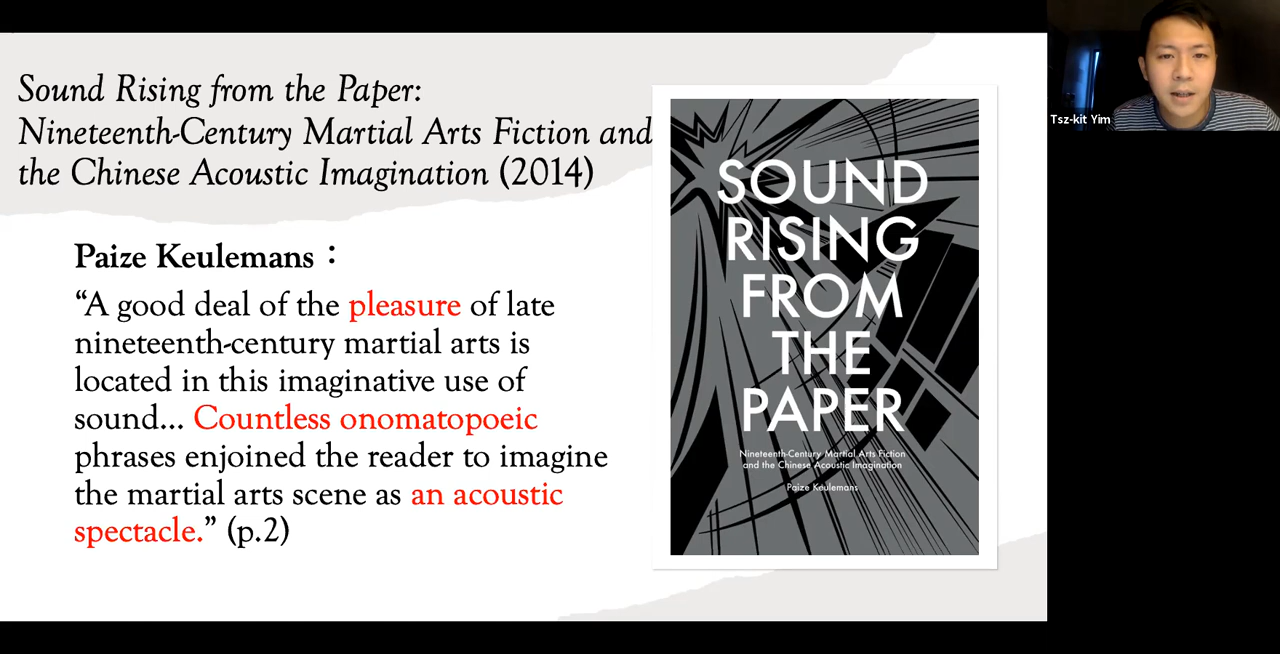 Sound Rising from the Paper:
Nineteenth-Century Martial Arts Fiction and
the Chinese Acoustic Imagination (2014)
Paize Keulemans：
“A good deal of the pleasure of late
nineteenth-century martial arts is
located in this imaginative use of
sound... Countless onomatopoeic
phrases enjoined the reader to imagine
the martial arts scene as an acoustic
spectacle.” (p.2)
SOUND
RISING
FROM
THE
PAPER
Nineteenth-Century Martial Arts Fiction
and the Chinese Acoustic Imagination
Paize Keulemans
Tsz-kit Yim